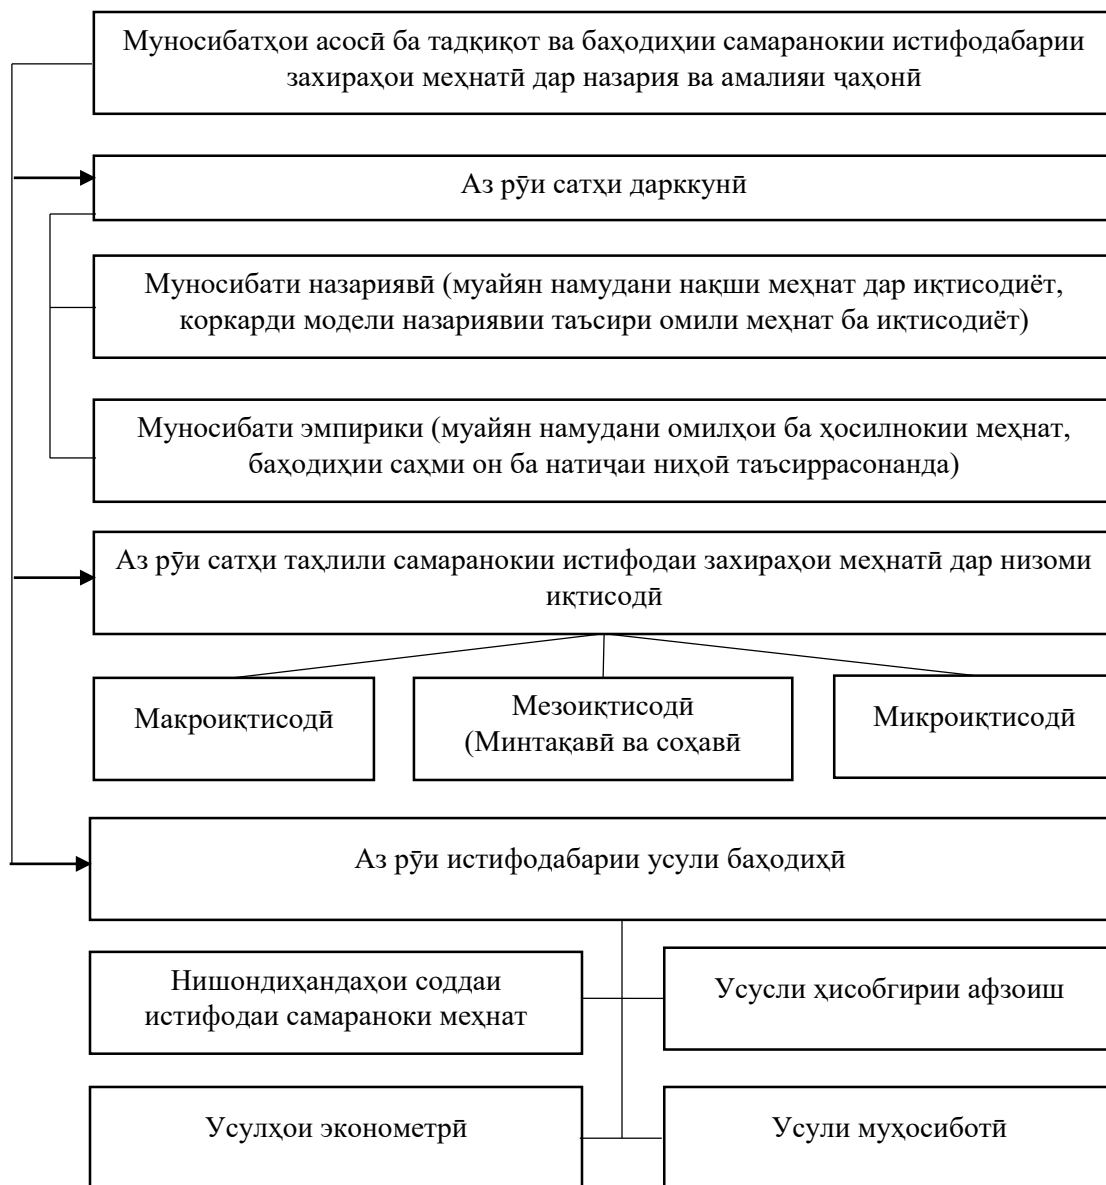 Муносибатҳои асосӣ ба тадқиқот ва баҳодиҳии самаранокии истифодабарии
захираҳои меҳнатӣ дар назария ва амалияи ҷаҳонӣ
Аз рӯи сатҳи дарккунӣ
Муносибати назариявӣ (муайян намудани нақши меҳнат дар иқтисодиёт,
коркарди модели назариявии таъсири омили меҳнат ба иқтисодиёт)
Муносибати эмпирики (муайян намудани омилҳои ба ҳосилнокии меҳнат,
баҳодиҳии саҳми он ба натиҷаи ниҳоӣ таъсиррасонанда)
Аз рӯи сатҳи таҳлили самаранокии истифодаи захираҳои меҳнатӣ дар низоми
иқтисодӣ
Макроиқтисодӣ
Мезоиқтисодӣ
(Минтақавӣ ва соҳавӣ
Микроиқтисодӣ
Аз рӯи истифодабарии усули баҳодиҳӣ
Нишондиҳандаҳои соддаи
истифодаи самараноки меҳнат
Усусли ҳисобгирии афзоиш
Усулҳои эконометрӣ
Усули муҳосиботӣ